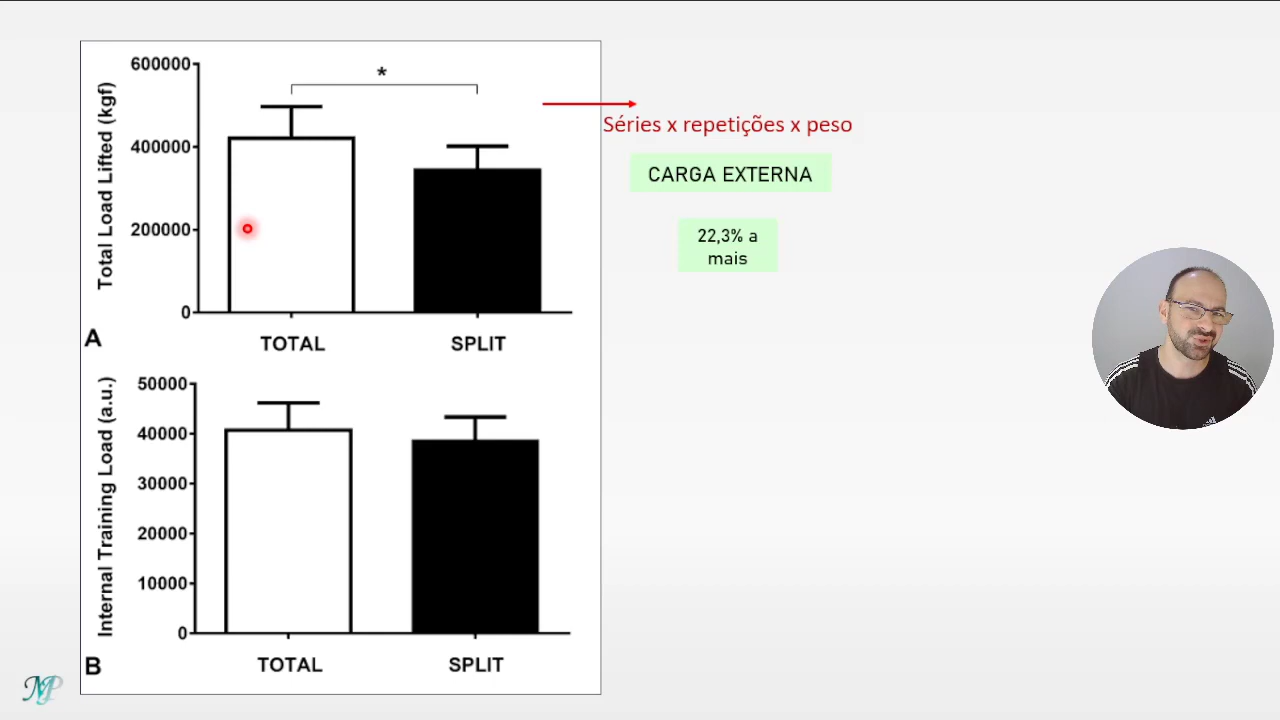 600000
400000
200000
0
Total Load Lifted (kgf)
*
TOTAL
SPLIT
A
Séries x repetições x peso
CARGA EXTERNA
22,3% a
mais
50000
40000
30000
20000
10000
0
Internal Training Load (a.u.)
TOTAL
SPLIT
B
MP